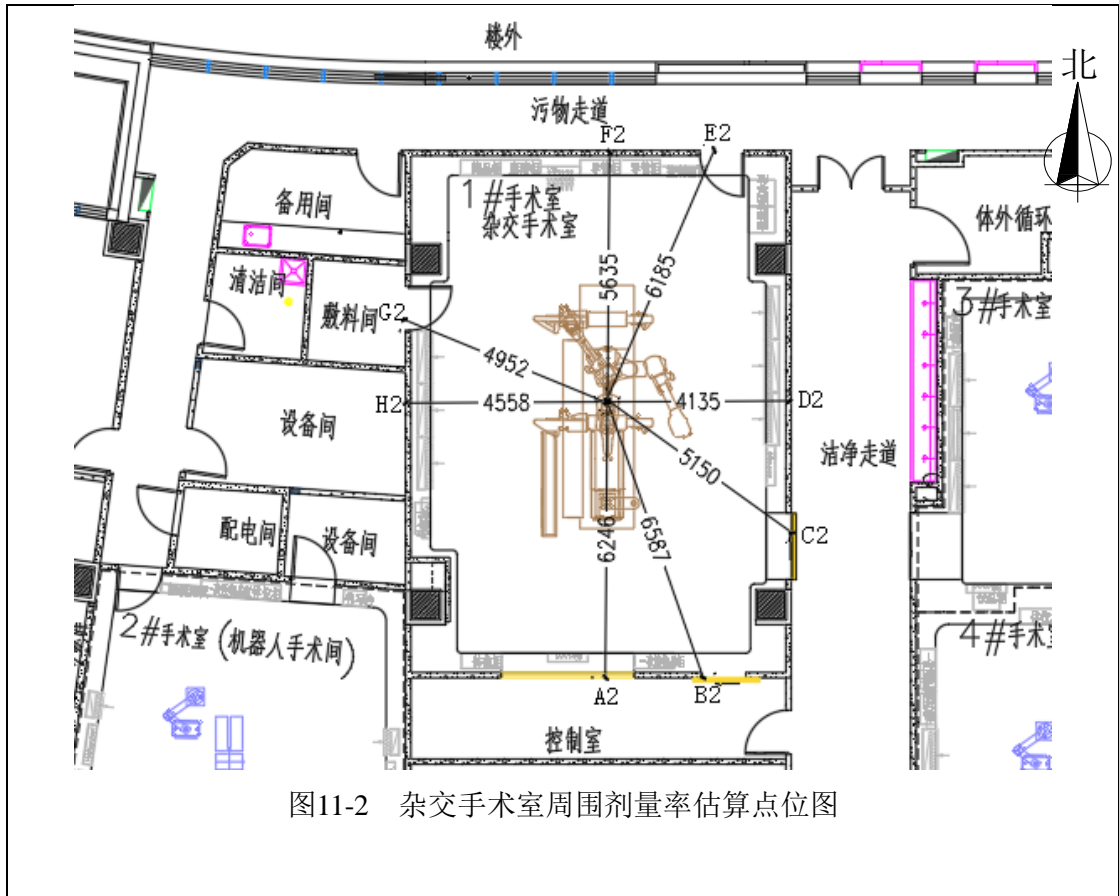 楼外
北
污物走道
F2
E2
1#手术室
杂交手术室
备用间
体外循环
清洁间
敷料间
G2
3#手术室
5635
6185
4952
H2
4558
4135
D2
设备间
洁净走道
5150
C2
配电间
设备间
6246
6587
2#手术室(机器人手术间)
4#手术
A2
B2
控制室
图11-2 杂交手术室周围剂量率估算点位图